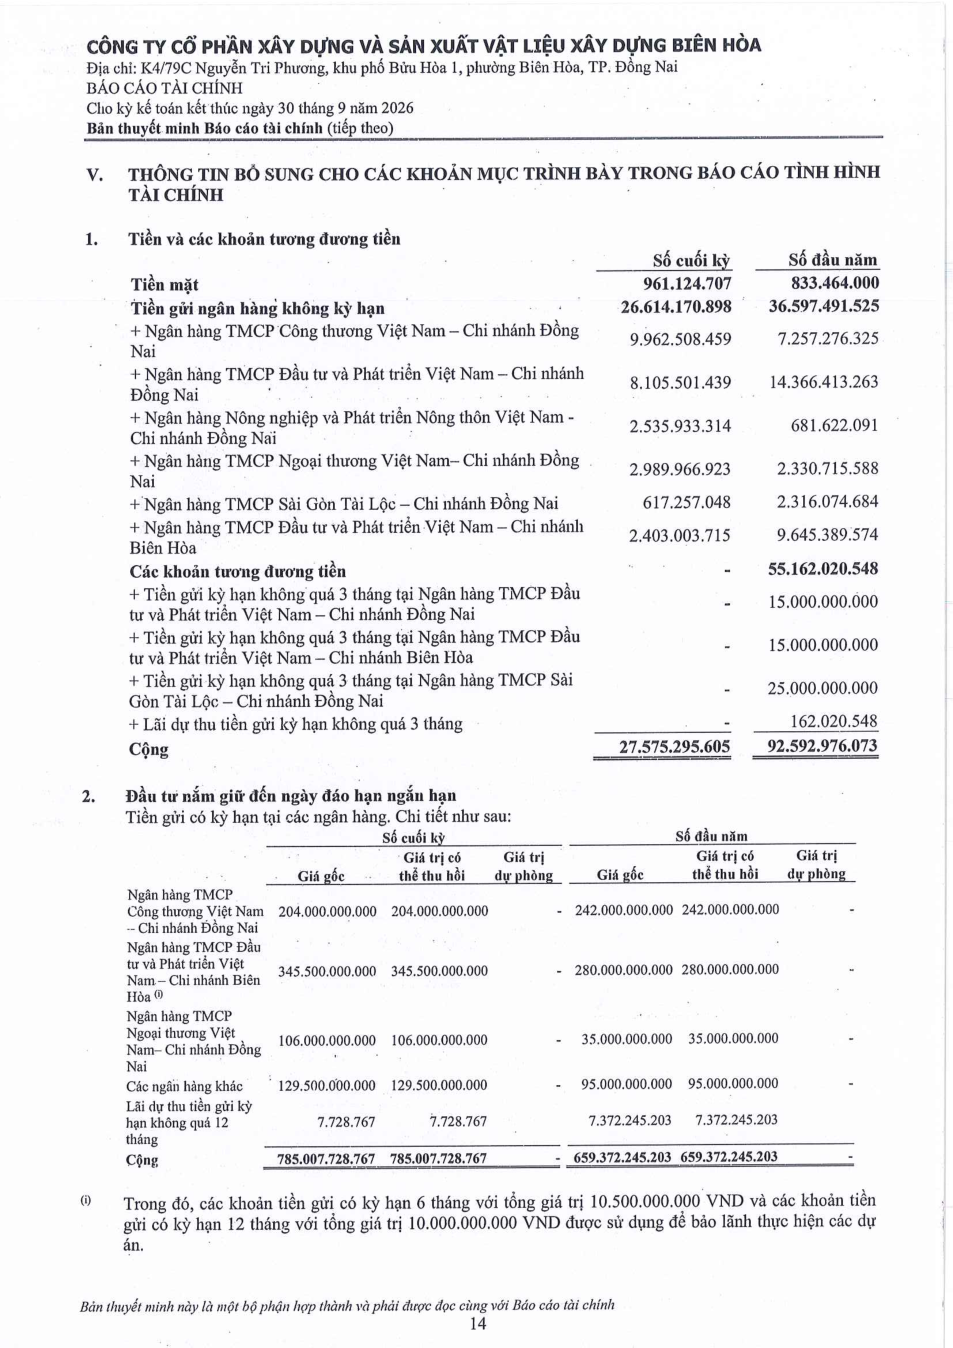 CÔNG TY CỔ PHẦN XÂY DỰNG VÀ SẢN XUẤT VẬT LIỆU XÂY DỰNG BIÊN HÒA
Địa chỉ: K4/79C Nguyễn Tri Phương, khu phố Bửu Hòa 1, phường Biên Hòa, TP. Đồng Nai
BÁO CÁO TÀI CHÍNH
Cho kỳ kế toán kết thúc ngày 30 tháng 9 năm 2026
Bản thuyết minh Báo cáo tài chính (tiếp theo)
V. THÔNG TIN BỔ SUNG CHO CÁC KHOẢN MỤC TRÌNH BÀY TRONG BÁO CÁO TÌNH HÌNH
TÀI CHÍNH
1. Tiền và các khoản tương đương tiền
Số cuối kỳ Số đầu năm
Tiền mặt 961.124.707 833.464.000
Tiền gửi ngân hàng không kỳ hạn 26.614.170.898 36.597.491.525
+ Ngân hàng TMCP Công thương Việt Nam – Chi nhánh Đồng
Nai 9.962.508.459 7.257.276.325
+ Ngân hàng TMCP Đầu tư và Phát triển Việt Nam – Chi nhánh
Đồng Nai 8.105.501.439 14.366.413.263
+ Ngân hàng Nông nghiệp và Phát triển Nông thôn Việt Nam -
Chi nhánh Đồng Nai 2.535.933.314 681.622.091
+ Ngân hàng TMCP Ngoại thương Việt Nam– Chi nhánh Đồng
Nai 2.989.966.923 2.330.715.588
+ Ngân hàng TMCP Sài Gòn Tài Lộc – Chi nhánh Đồng Nai 617.257.048 2.316.074.684
+ Ngân hàng TMCP Đầu tư và Phát triển Việt Nam – Chi nhánh
Biên Hòa 2.403.003.715 9.645.389.574
Các khoản tương đương tiền - 55.162.020.548
+ Tiền gửi kỳ hạn không quá 3 tháng tại Ngân hàng TMCP Đầu
tư và Phát triển Việt Nam – Chi nhánh Đồng Nai - 15.000.000.000
+ Tiền gửi kỳ hạn không quá 3 tháng tại Ngân hàng TMCP Đầu
tư và Phát triển Việt Nam – Chi nhánh Biên Hòa - 15.000.000.000
+ Tiền gửi kỳ hạn không quá 3 tháng tại Ngân hàng TMCP Sài
Gòn Tài Lộc – Chi nhánh Đồng Nai - 25.000.000.000
+ Lãi dự thu tiền gửi kỳ hạn không quá 3 tháng - 162.020.548
Cộng 27.575.295.605 92.592.976.073
2. Đầu tư nắm giữ đến ngày đáo hạn ngắn hạn
Tiền gửi có kỳ hạn tại các ngân hàng. Chi tiết như sau:
Số cuối kỳ Số đầu năm
Giá trị có Giá trị Giá trị có Giá trị
Giá gốc thể thu hồi dự phòng Giá gốc thể thu hồi dự phòng
Ngân hàng TMCP
Công thương Việt Nam 204.000.000.000 204.000.000.000 - 242.000.000.000 242.000.000.000 -
– Chi nhánh Đồng Nai
Ngân hàng TMCP Đầu
tư và Phát triển Việt
Nam – Chi nhánh Biên 345.500.000.000 345.500.000.000 - 280.000.000.000 280.000.000.000 -
Hòa (i)
Ngân hàng TMCP
Ngoại thương Việt
Nam– Chi nhánh Đồng 106.000.000.000 106.000.000.000 - 35.000.000.000 35.000.000.000 -
Nai
Các ngân hàng khác 129.500.000.000 129.500.000.000 - 95.000.000.000 95.000.000.000 -
Lãi dự thu tiền gửi kỳ
hạn không quá 12 7.728.767 7.728.767 7.372.245.203 7.372.245.203
tháng
Cộng 785.007.728.767 785.007.728.767 - 659.372.245.203 659.372.245.203 -
(i) Trong đó, các khoản tiền gửi có kỳ hạn 6 tháng với tổng giá trị 10.500.000.000 VND và các khoản tiền
gửi có kỳ hạn 12 tháng với tổng giá trị 10.000.000.000 VND được sử dụng để bảo lãnh thực hiện các dự
án.
Bản thuyết minh này là một bộ phận hợp thành và phải được đọc cùng với Báo cáo tài chính
14